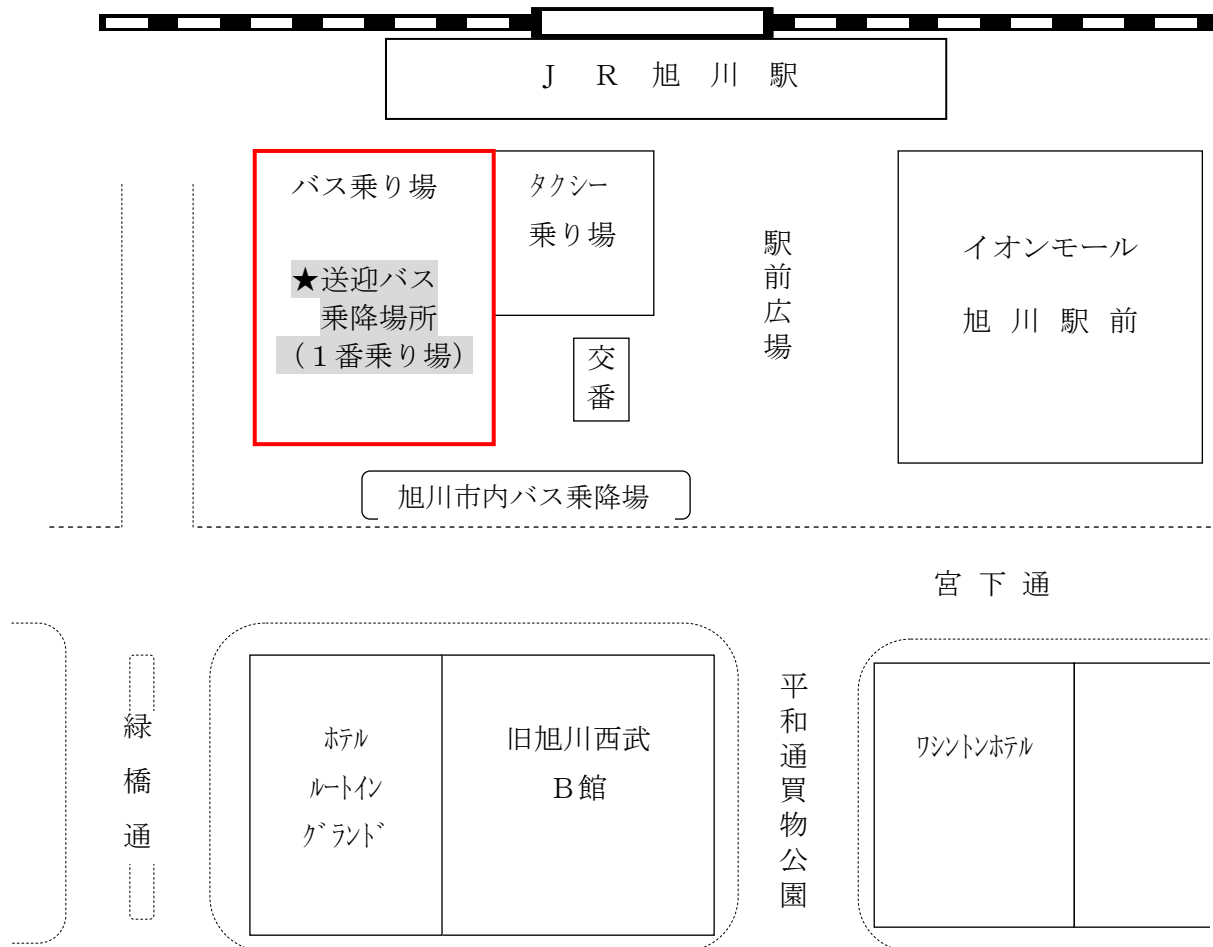 ＪＲ旭川駅
バス乗り場
★送迎バス
乗降場所
（１番乗り場）
タクシー
乗り場
交番
駅前広場
イオンモール
旭川駅前
旭川市内バス乗降場
宮下通
緑橋通
ホテル
ルートイン
グランド
旧旭川西武
Ｂ館
平和通買物公園
ワシントンホテル